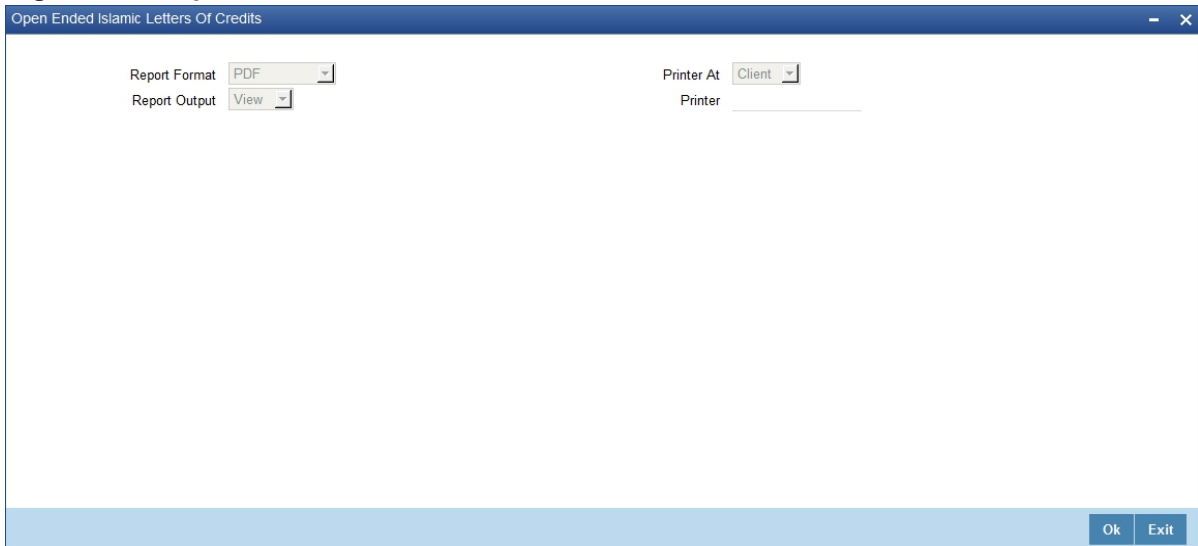 Open Ended Islamic Letters Of Credits
Report Format PDF
Printer At Client
Report Output View
Printer
Ok Exit